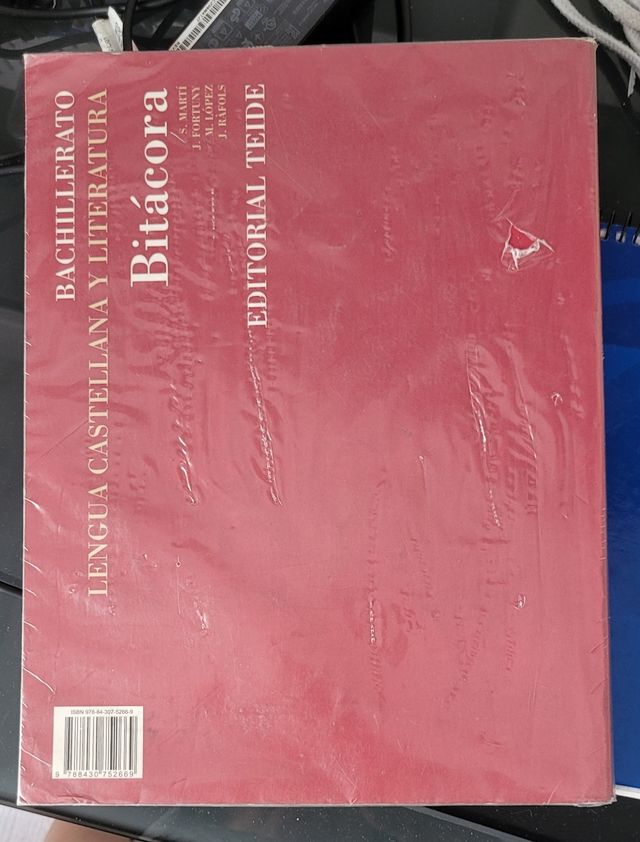 BACHILLERATO
LENGUA CASTELLANA Y LITERATURA
Bitácora
S. MARTÍ
J. FORTUNY
M. LÓPEZ
J. RÀFOLS
EDITORIAL TEIDE
ISBN 978-84-307-5266-9
9 788430 752669